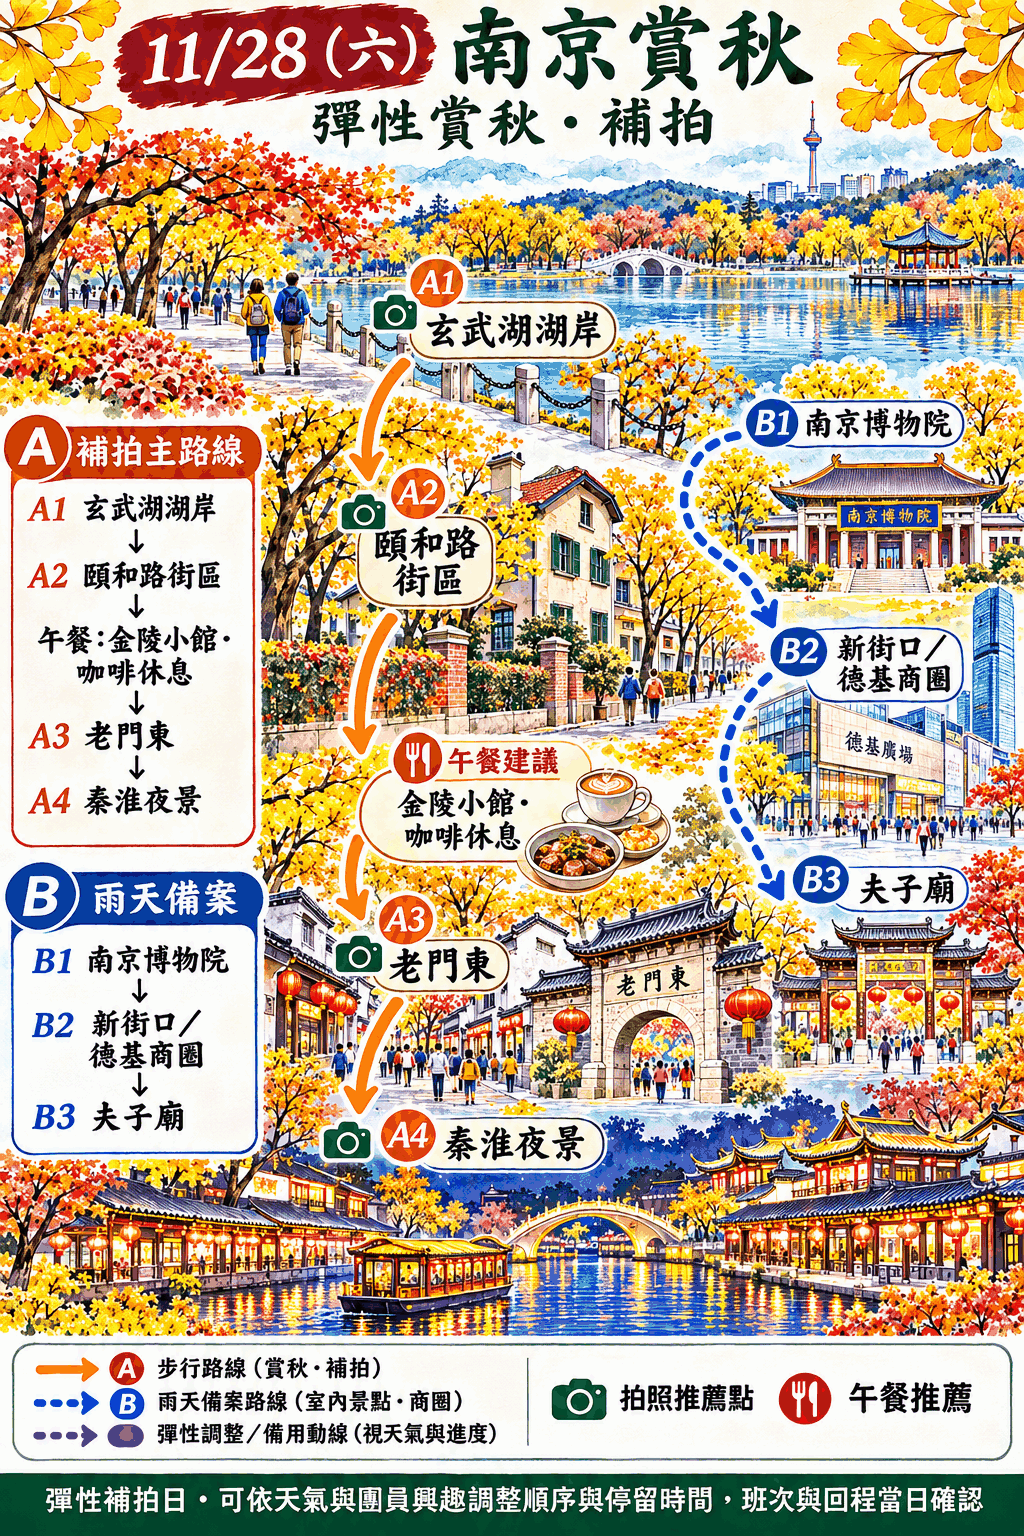 11/28(六) 南京賞秋
彈性賞秋・補拍
A1
玄武湖湖岸
A2
頤和路
街區
午餐建議
金陵小館・
咖啡休息
A3
老門東
老門東
A4
秦淮夜景
B1 南京博物院
南京博物院
B2 新街口/
德基商圈
德基廣場
B3 夫子廟
A 補拍主路線
A1 玄武湖湖岸
↓
A2 頤和路街區
↓
午餐:金陵小館・
咖啡休息
↓
A3 老門東
↓
A4 秦淮夜景
B 雨天備案
B1 南京博物院
↓
B2 新街口/
德基商圈
↓
B3 夫子廟
A 步行路線(賞秋・補拍)
B 雨天備案路線(室內景點・商圈)
彈性調整/備用動線(視天氣與進度)
拍照推薦點
午餐推薦
彈性補拍日・可依天氣與團員興趣調整順序與停留時間,班次與回程當日確認